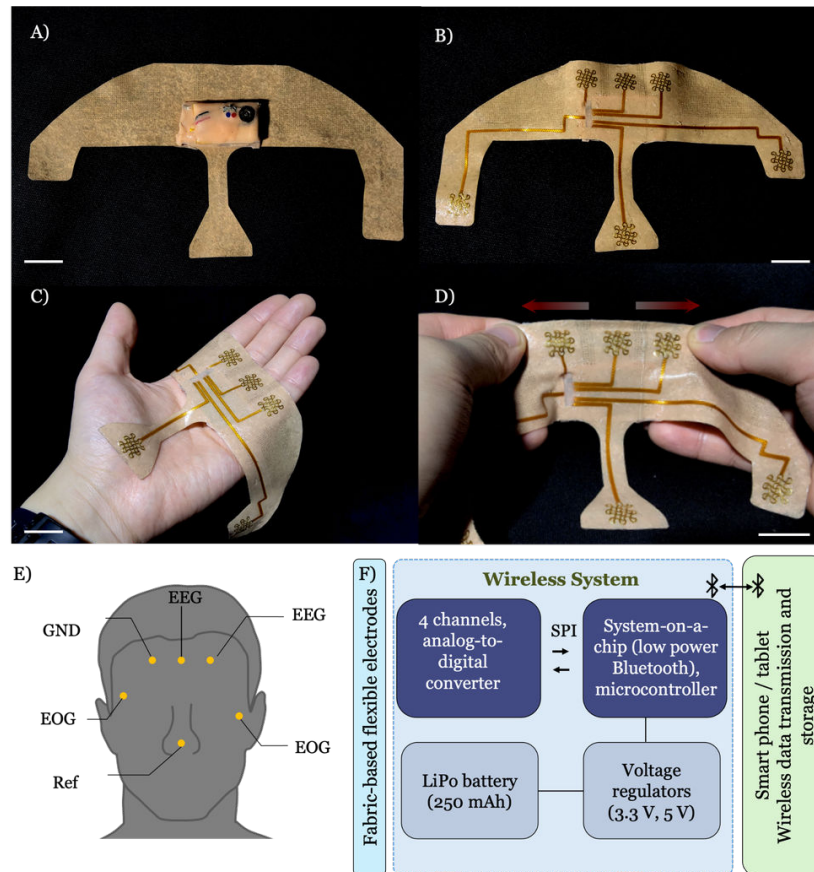 A)
B)
C)
D)
E)
EEG
EEG
GND
EOG
EOG
Ref
F)
Fabric-based flexible electrodes
Wireless System
4 channels,
analog-to-
digital
converter
SPI
System-on-a-
chip (low power
Bluetooth),
microcontroller
LiPo battery
(250 mAh)
Voltage
regulators
(3.3 V, 5 V)
Smart phone / tablet
Wireless data transmission and
storage